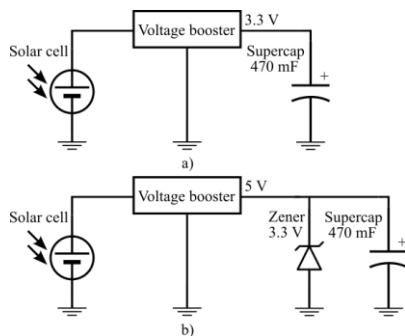 Voltage booster
3.3 V
Solar cell
Supercap
470 mF
+
a)
Voltage booster
5 V
Solar cell
Zener
3.3 V
Supercap
470 mF
+
b)